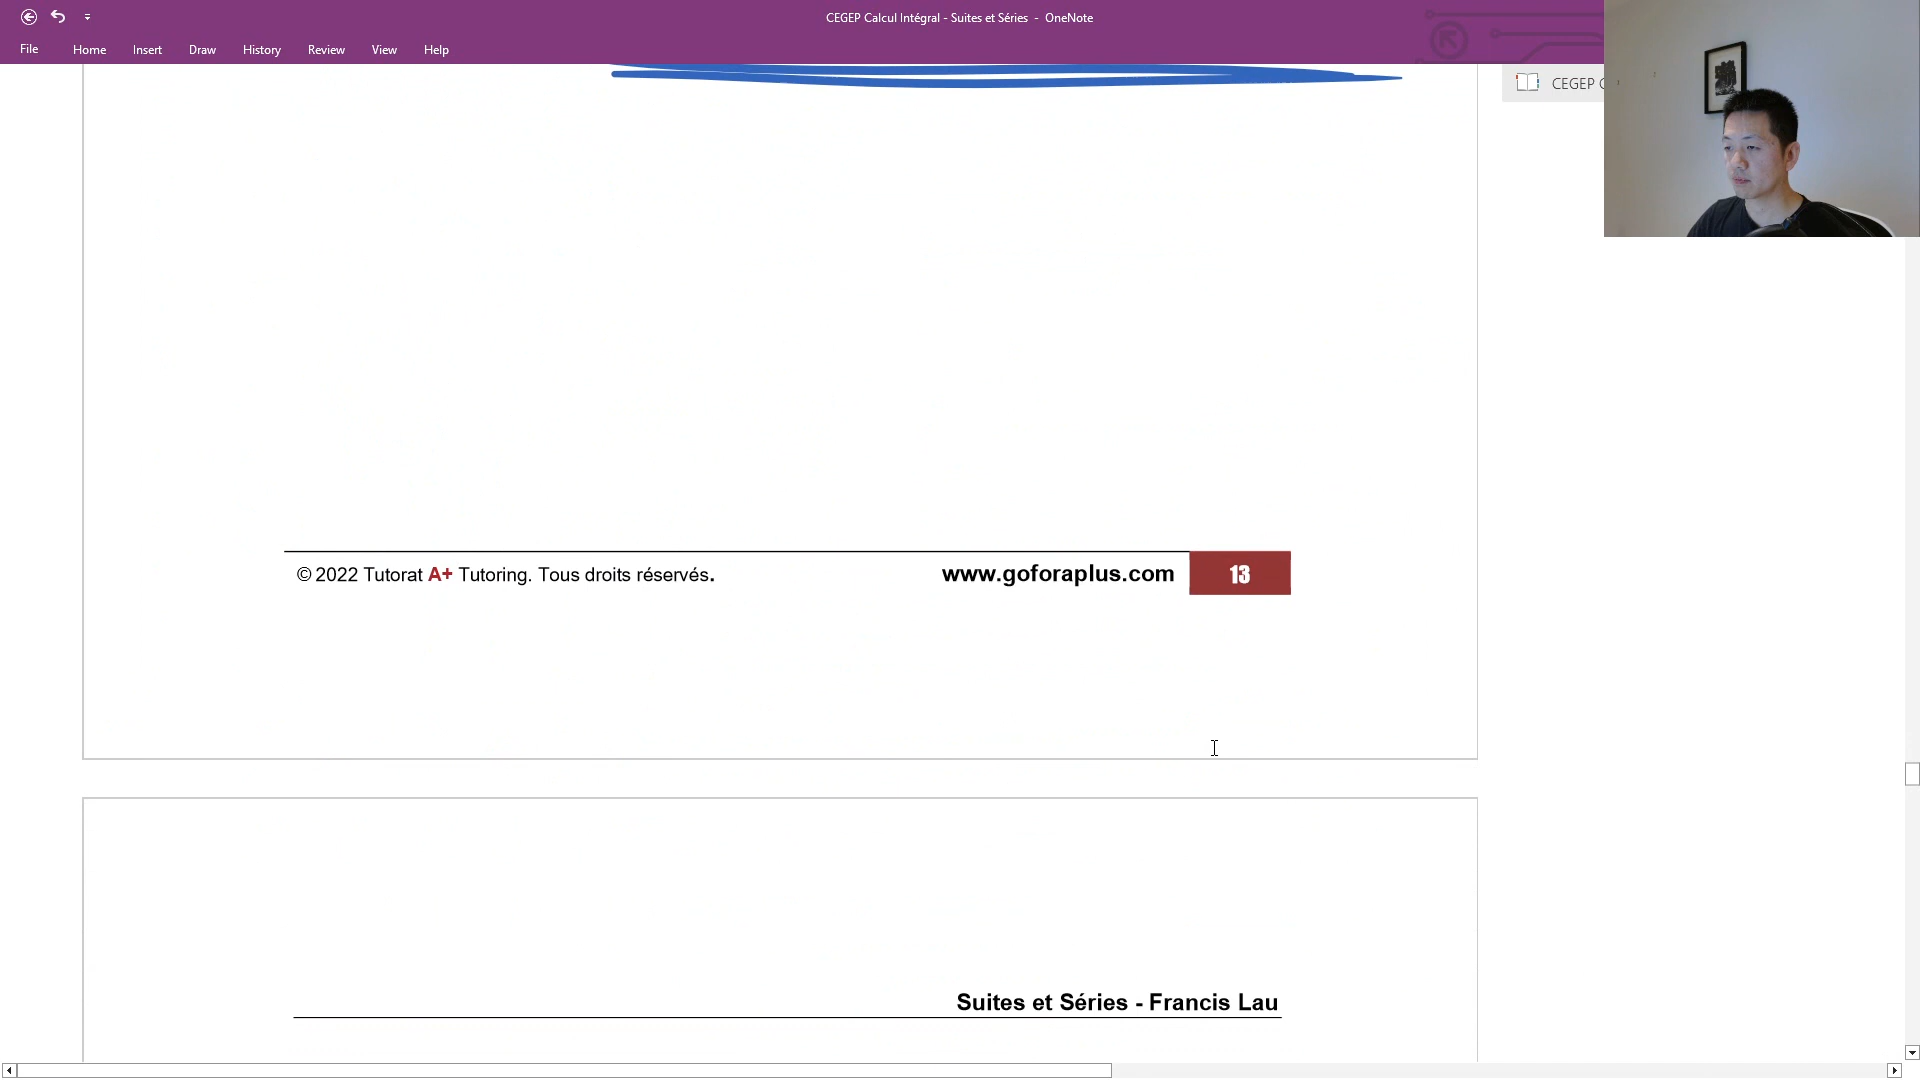 CEGEP Calcul Intégral - Suites et Séries - OneNote
File Home Insert Draw History Review View Help
CEGEP
© 2022 Tutorat A+ Tutoring. Tous droits réservés.
www.goforaplus.com
13
Suites et Séries - Francis Lau